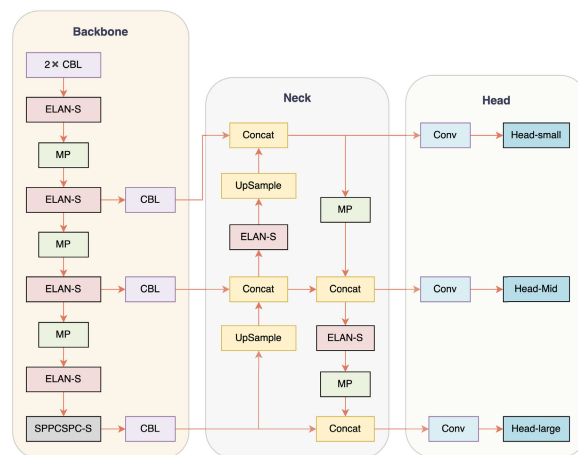 Backbone
2× CBL
ELAN-S
MP
ELAN-S
CBL
MP
ELAN-S
CBL
MP
ELAN-S
SPPCSPC-S
CBL
Neck
Concat
UpSample
MP
ELAN-S
Concat
Concat
UpSample
ELAN-S
MP
Concat
Head
Conv
Head-small
Conv
Head-Mid
Conv
Head-large